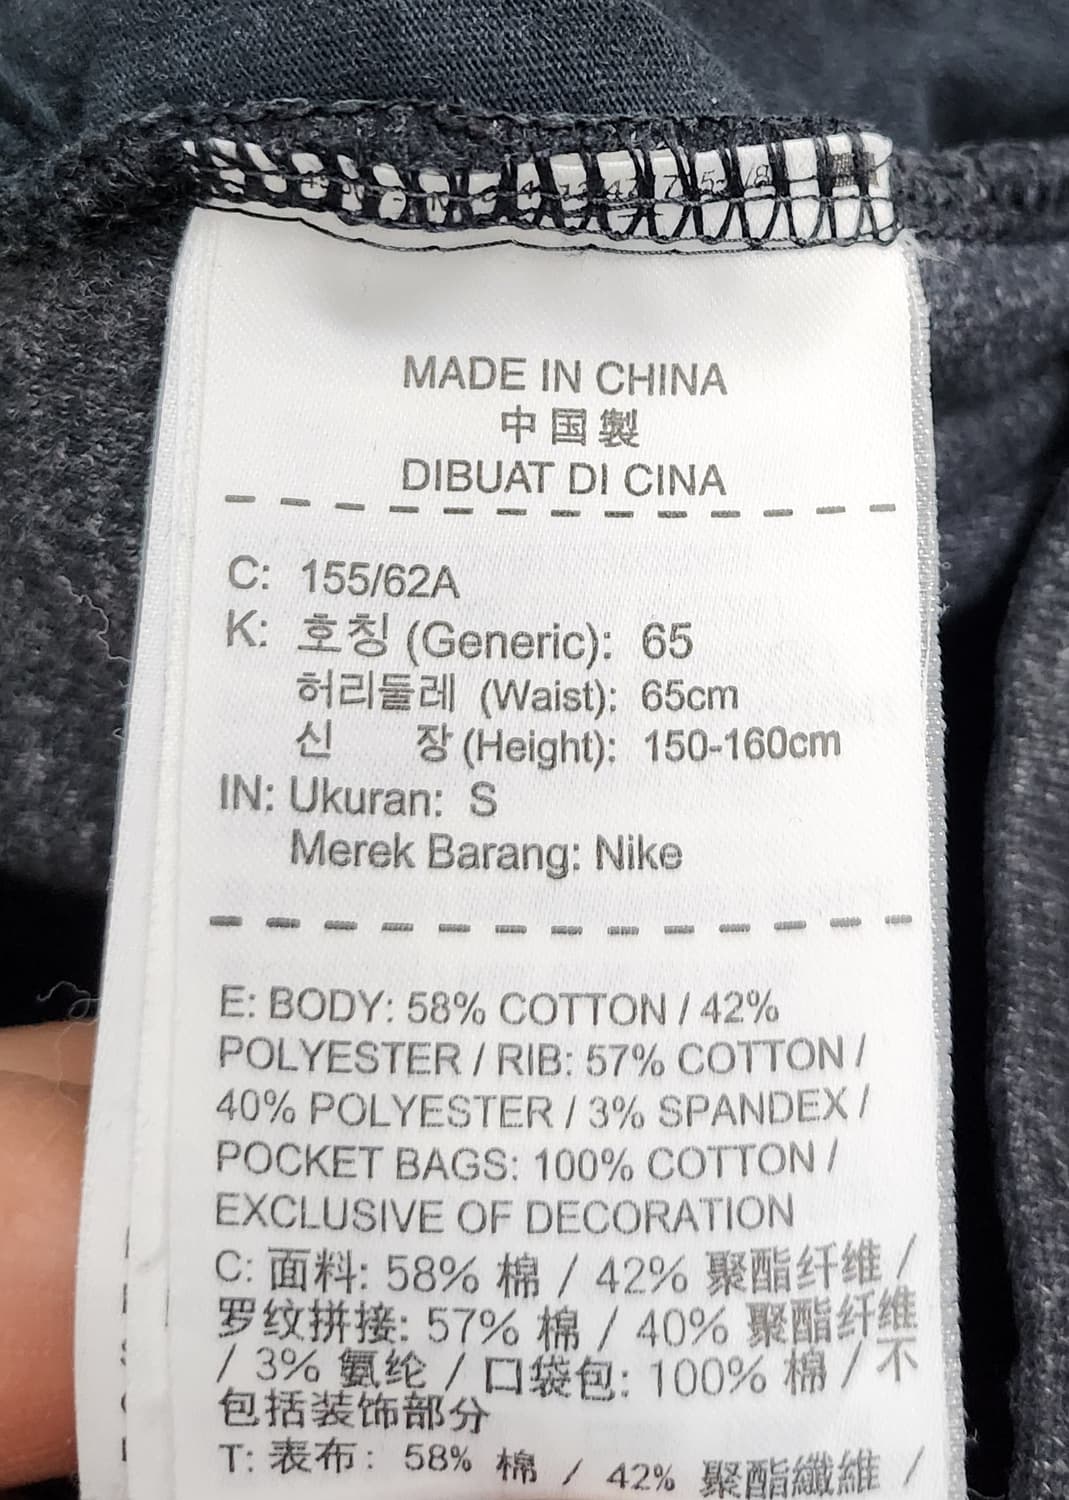 MADE IN CHINA
中国製
DIBUAT DI CINA
C: 155/62A
K: 호칭 (Generic): 65
허리둘레 (Waist): 65cm
신 장 (Height): 150-160cm
IN: Ukuran: S
Merek Barang: Nike
E: BODY: 58% COTTON / 42%
POLYESTER / RIB: 57% COTTON /
40% POLYESTER / 3% SPANDEX /
POCKET BAGS: 100% COTTON /
EXCLUSIVE OF DECORATION
C: 面料: 58% 棉 / 42% 聚酯纤维 /
罗纹拼接: 57% 棉 / 40% 聚酯纤维
/ 3% 氨纶 / 口袋包: 100% 棉 / 不
包括装饰部分
T: 表布: 58% 棉 / 42% 聚酯纖維 /